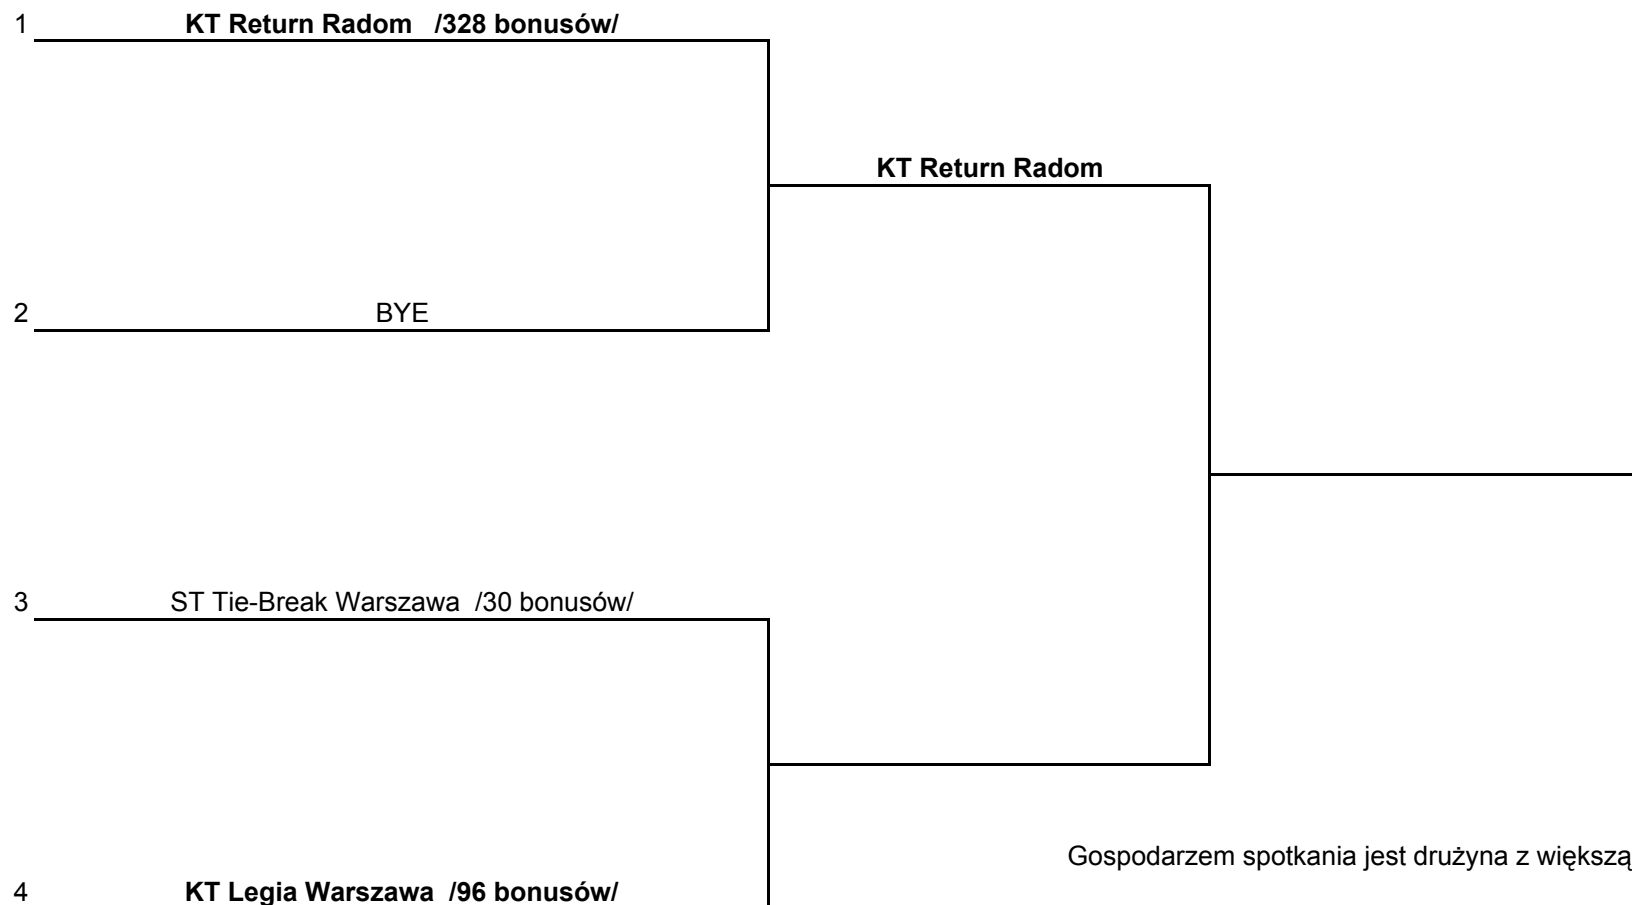 1 KT Return Radom /328 bonusów/
KT Return Radom
2 BYE
3 ST Tie-Break Warszawa /30 bonusów/
Gospodarzem spotkania jest drużyna z większą
4 KT Legia Warszawa /96 bonusów/